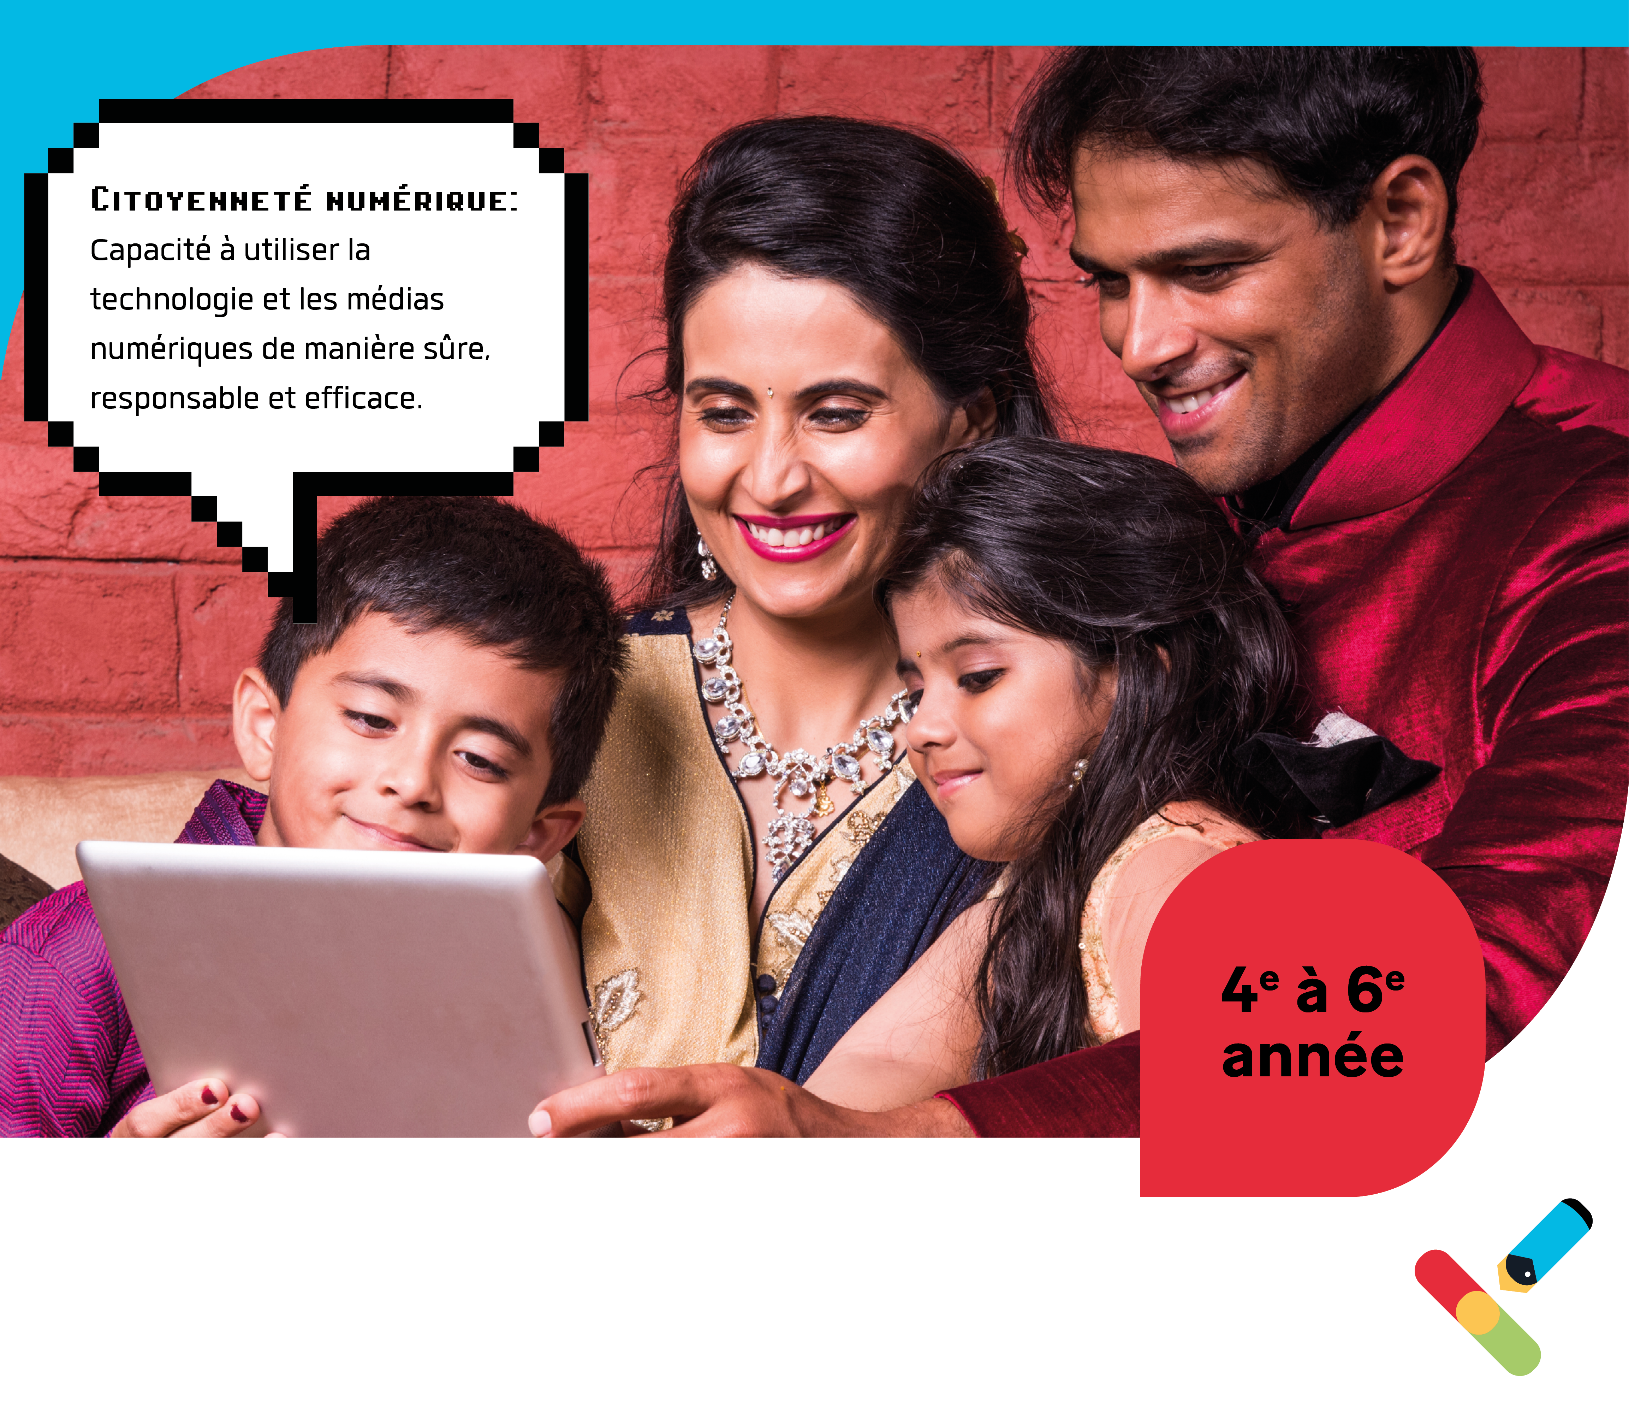 Citoyenneté numérique:
Capacité à utiliser la
technologie et les médias
numériques de manière sûre,
responsable et efficace.
4e à 6e
année